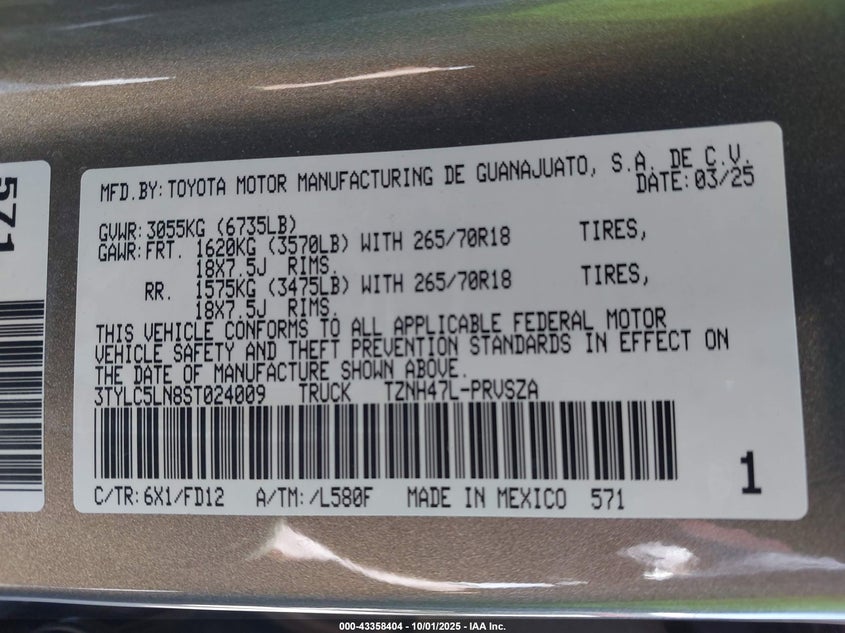 571
MFD.BY: TOYOTA MOTOR MANUFACTURING DE GUANAJUATO, S.A. DE C.V.
DATE: 03/25
GVWR: 3055KG (6735LB)
GAWR: FRT. 1620KG (3570LB) WITH 265/70R18 TIRES,
18X7.5J RIMS.
RR. 1575KG (3475LB) WITH 265/70R18 TIRES,
18X7.5J RIMS.
THIS VEHICLE CONFORMS TO ALL APPLICABLE FEDERAL MOTOR
VEHICLE SAFETY AND THEFT PREVENTION STANDARDS IN EFFECT ON
THE DATE OF MANUFACTURE SHOWN ABOVE.
3TYLC5LN8ST024009 TRUCK TZNH47L-PRVSZA
C/TR: 6X1/FD12 A/TM: /L580F MADE IN MEXICO 571
1
000-43358404 - 10/01/2025 - IAA Inc.